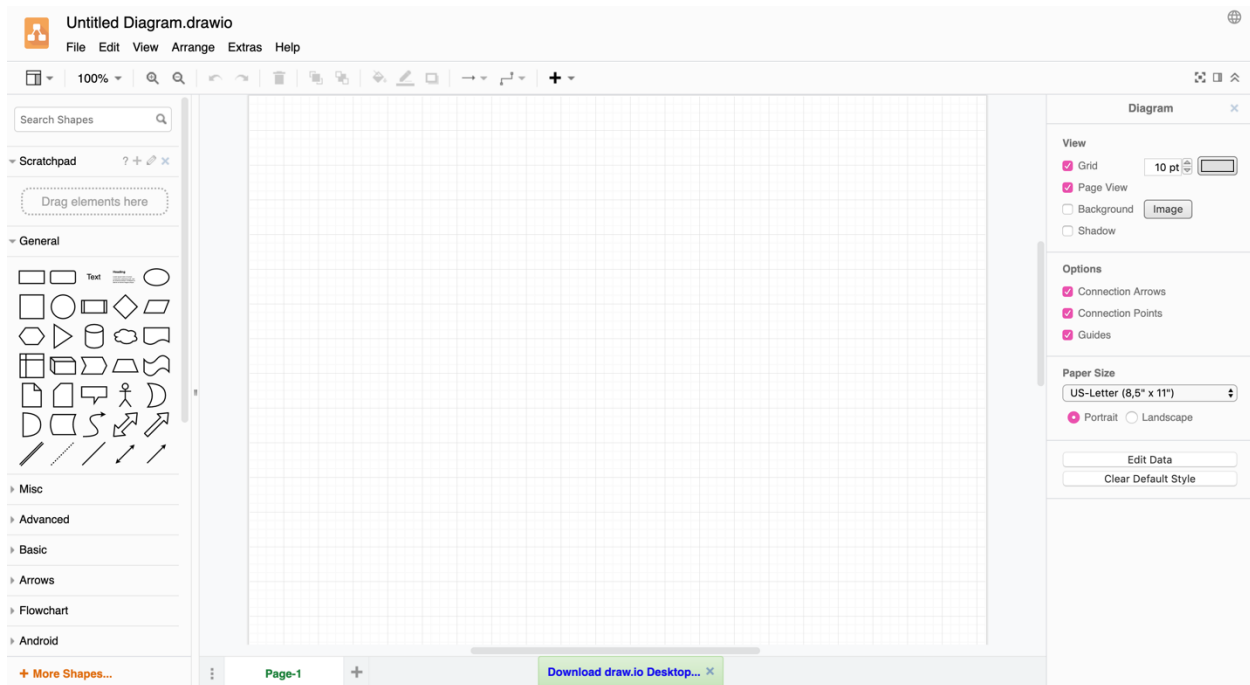 Untitled Diagram.drawio
File Edit View Arrange Extras Help
100%
Search Shapes
Scratchpad ?
Drag elements here
General
Text
Heading
Misc
Advanced
Basic
Arrows
Flowchart
Android
+ More Shapes...
Page-1
Download draw.io Desktop...
Diagram
View
Grid 10 pt
Page View
Background Image
Shadow
Options
Connection Arrows
Connection Points
Guides
Paper Size
US-Letter (8,5" x 11")
Portrait Landscape
Edit Data
Clear Default Style